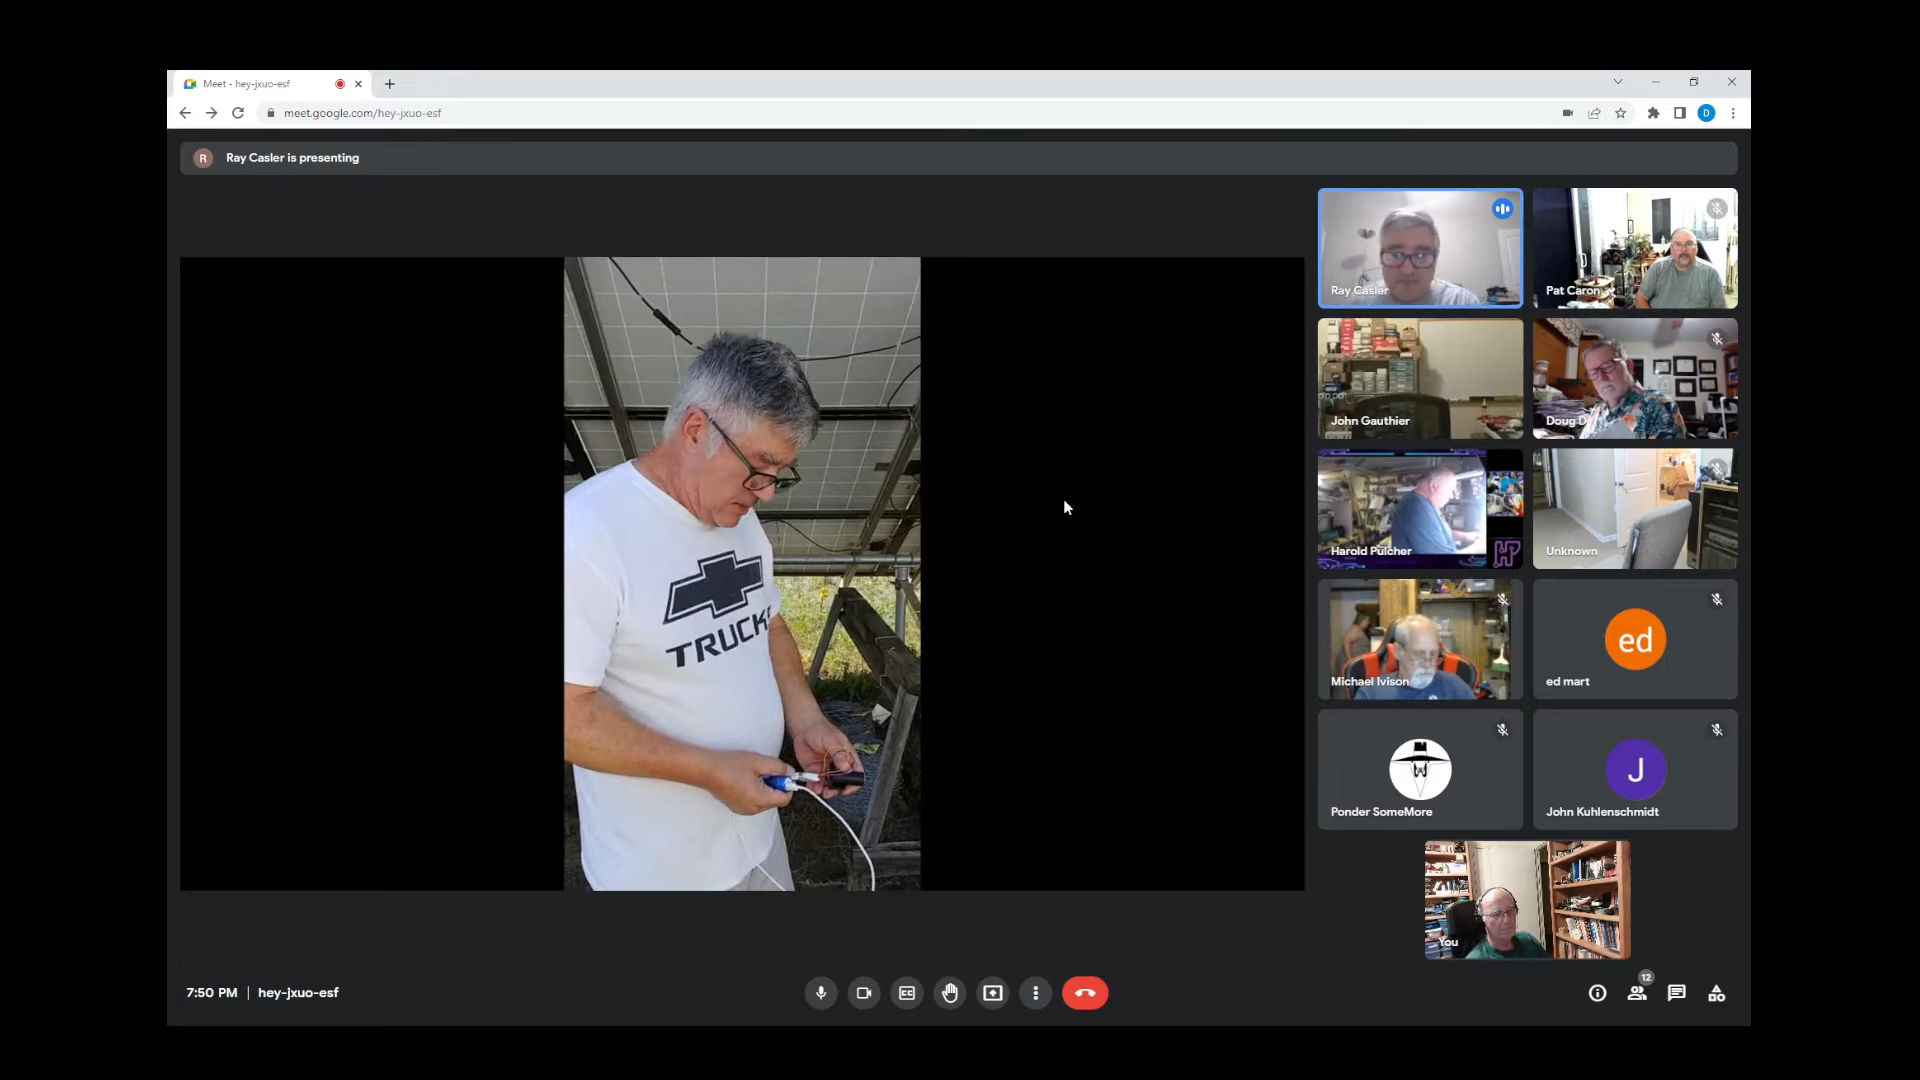 Meet - hey-jxuo-esf
meet.google.com/hey-jxuo-esf
D
R
Ray Casler is presenting
Ray Casler
Pat Caron
John Gauthier
Doug D
Harold Pulcher
Unknown
Michael Ivison
ed
ed mart
Ponder SomeMore
J
John Kuhlenschmidt
You
TRUCKS
7:50 PM | hey-jxuo-esf
CC
12